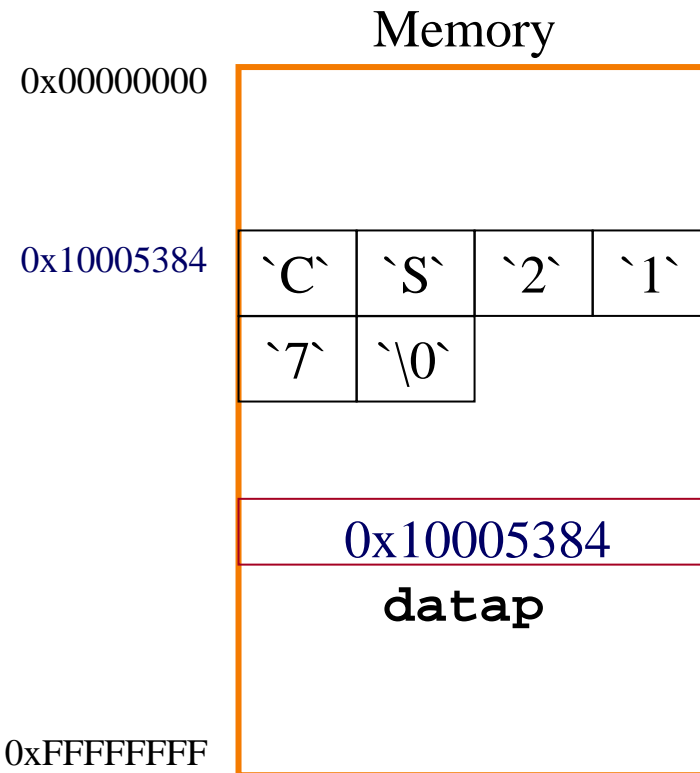 Memory
0x00000000
0x10005384 `C` `S` `2` `1`
`7` `\0`
0x10005384
datap
0xFFFFFFFF